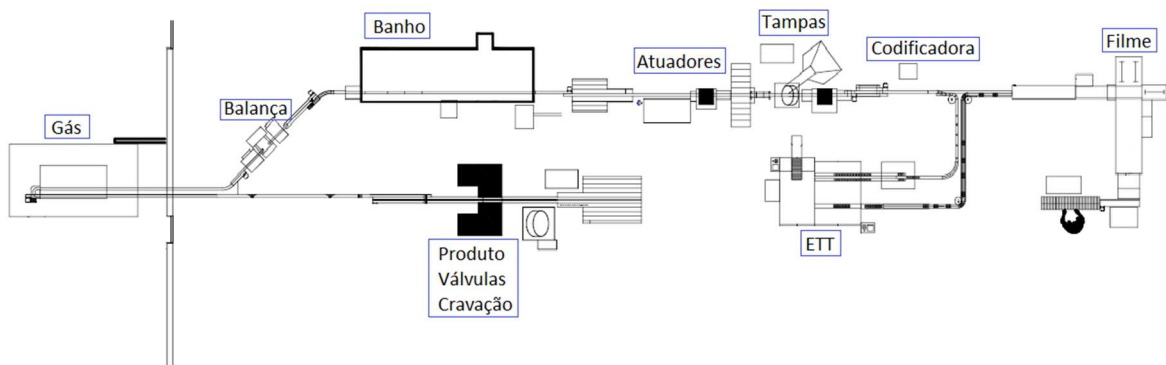 Banho
Tampas
Atuadores
Codificadora
Filme
Balança
Gás
ETT
Produto
Válvulas
Cravação